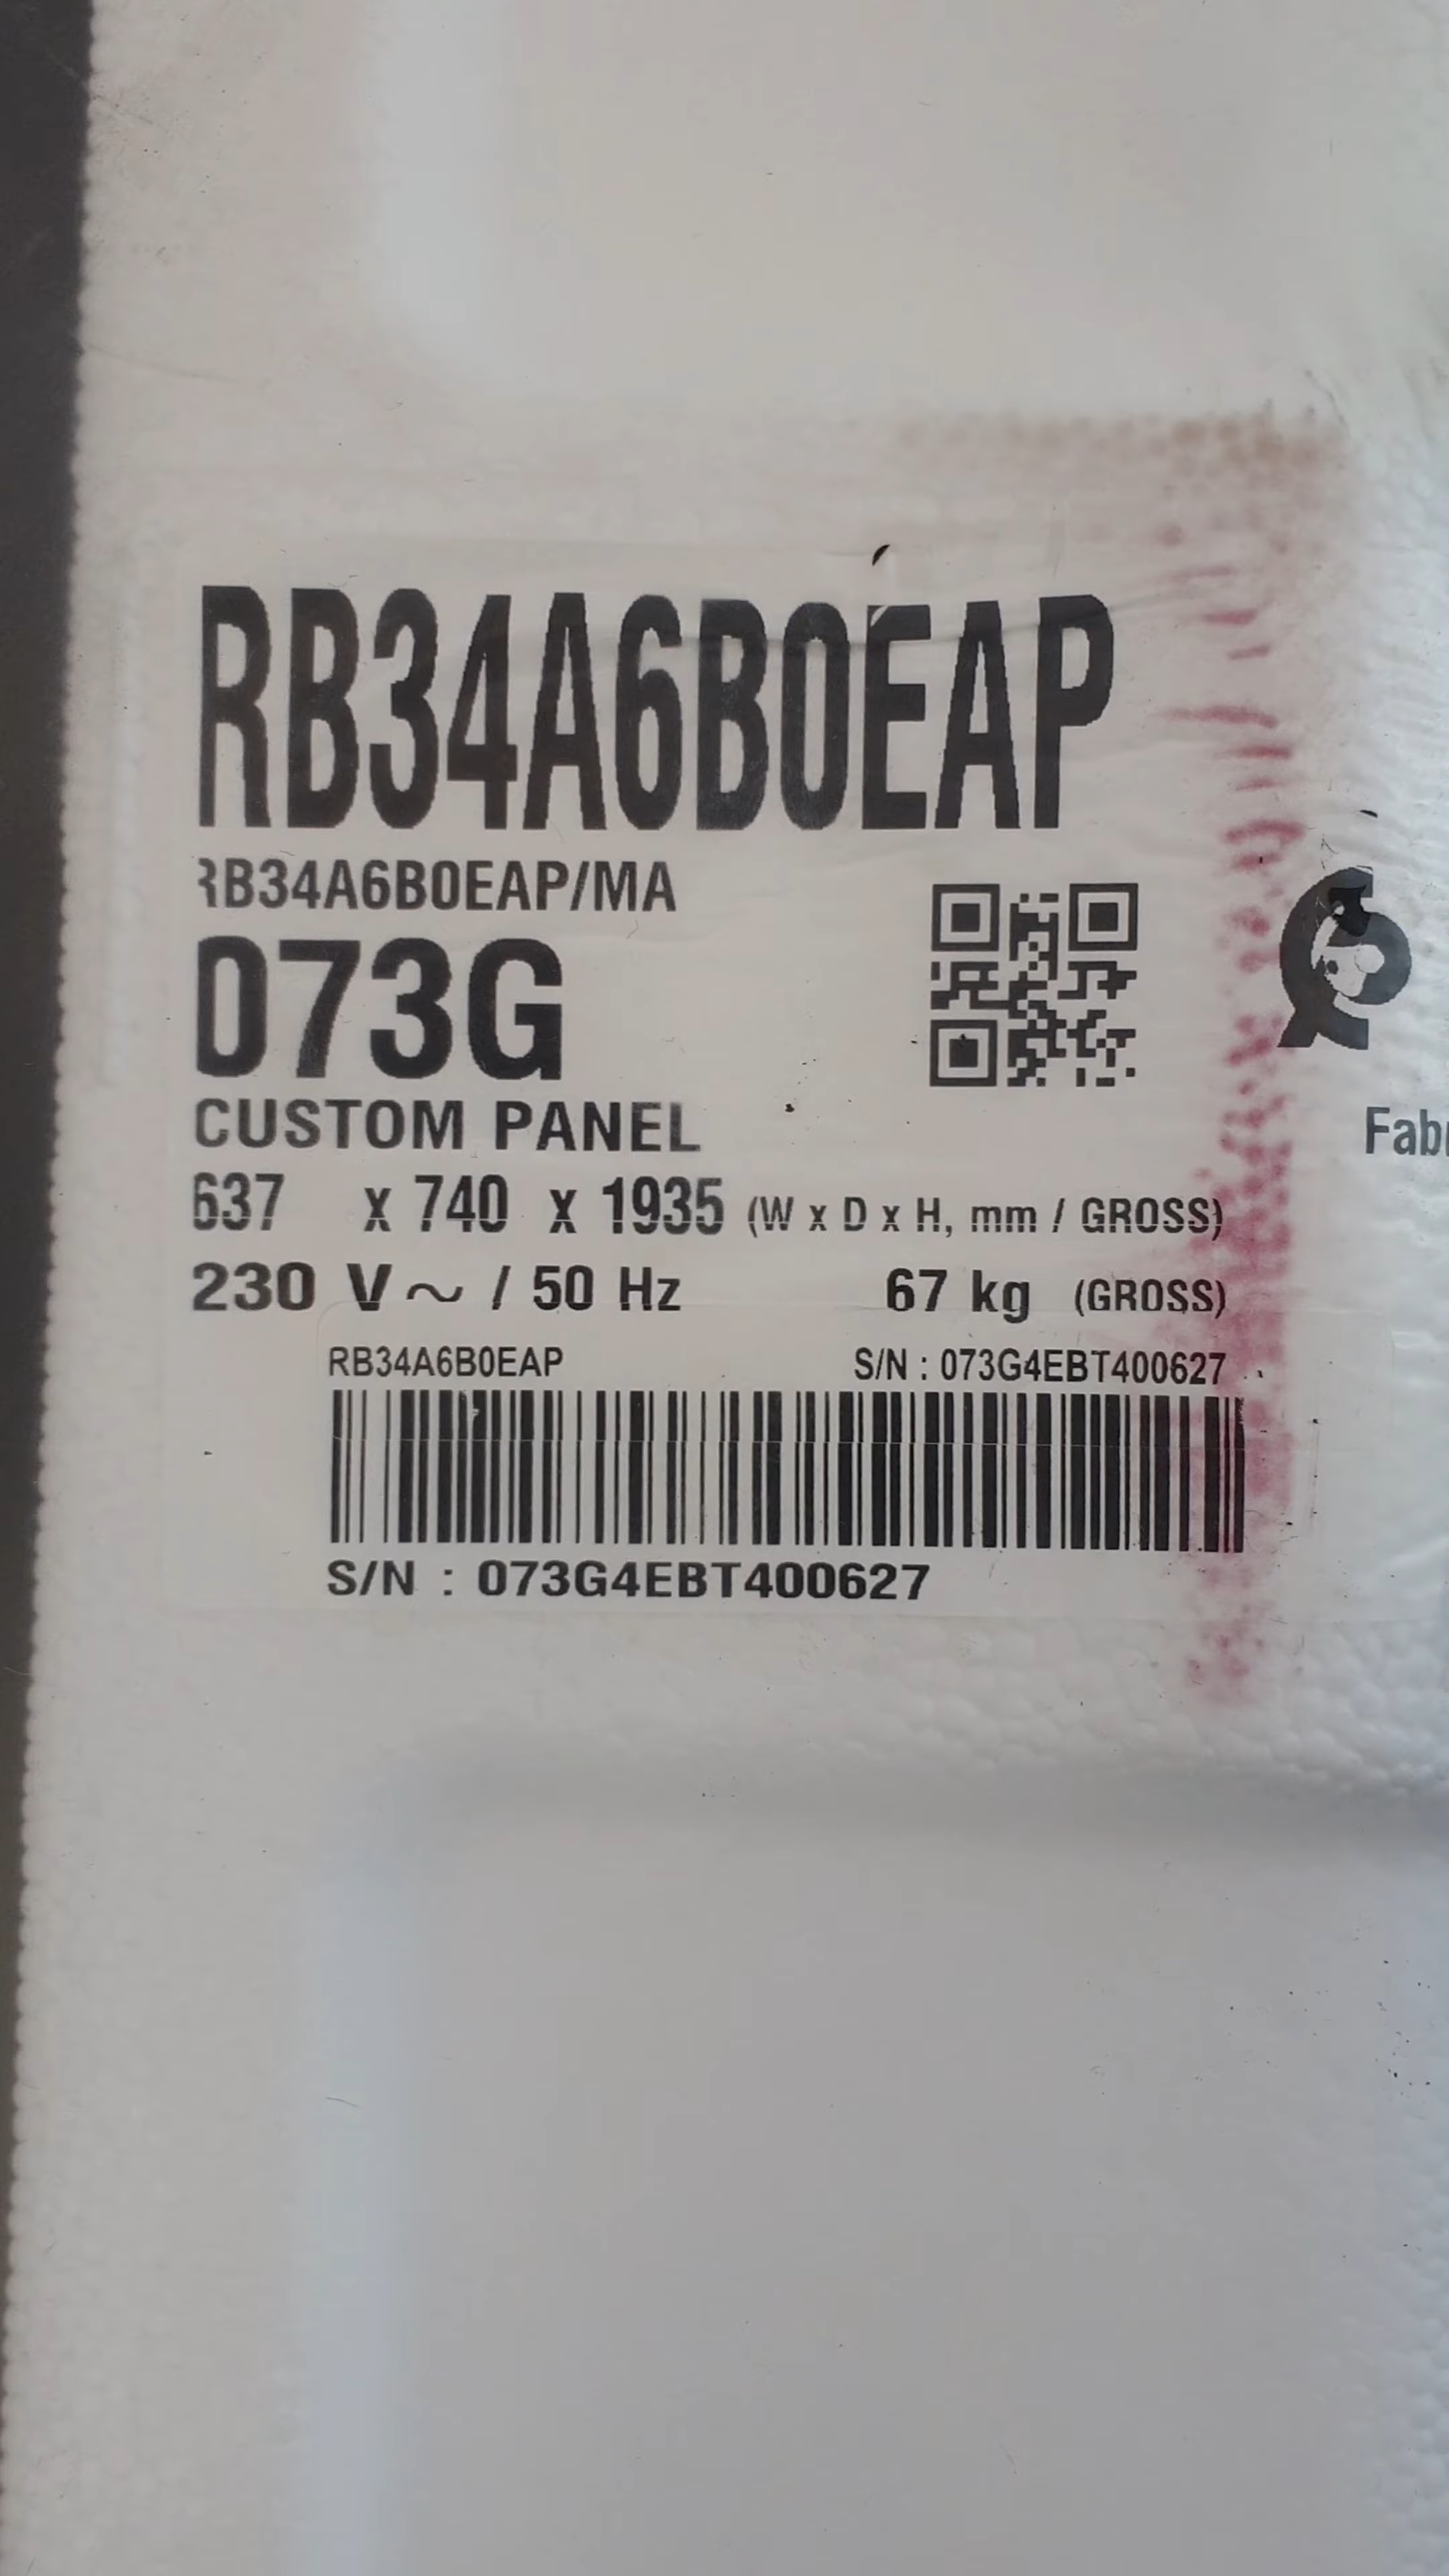 RB34A6B0EAP
RB34A6B0EAP/MA
073G
CUSTOM PANEL
637 x 740 x 1935 (W x D x H, mm / GROSS)
230 V~ / 50 Hz 67 kg (GROSS)
RB34A6B0EAP S/N : 073G4EBT400627
S/N : 073G4EBT400627